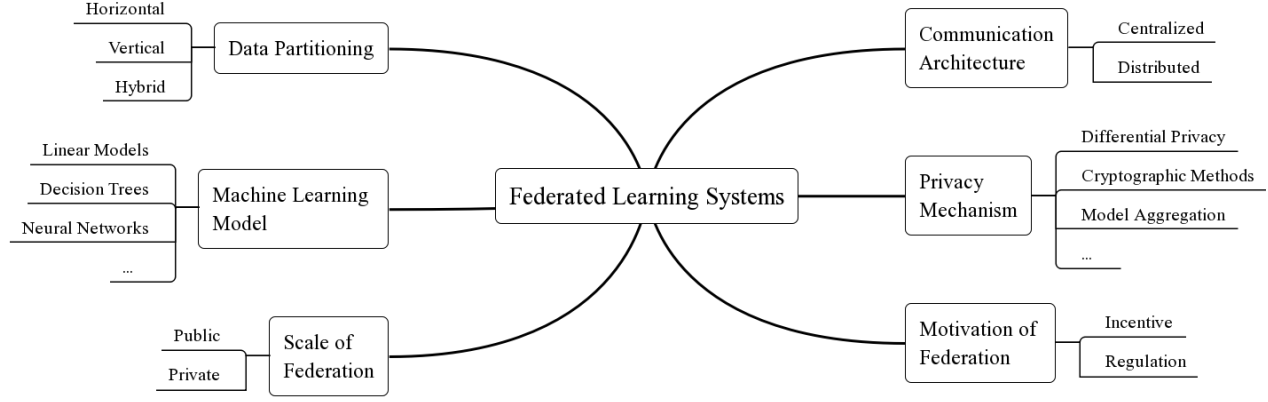 Horizontal
Vertical
Hybrid
Data Partitioning
Linear Models
Decision Trees
Neural Networks
...
Machine Learning
Model
Public
Private
Scale of
Federation
Federated Learning Systems
Communication
Architecture
Centralized
Distributed
Privacy
Mechanism
Differential Privacy
Cryptographic Methods
Model Aggregation
...
Motivation of
Federation
Incentive
Regulation